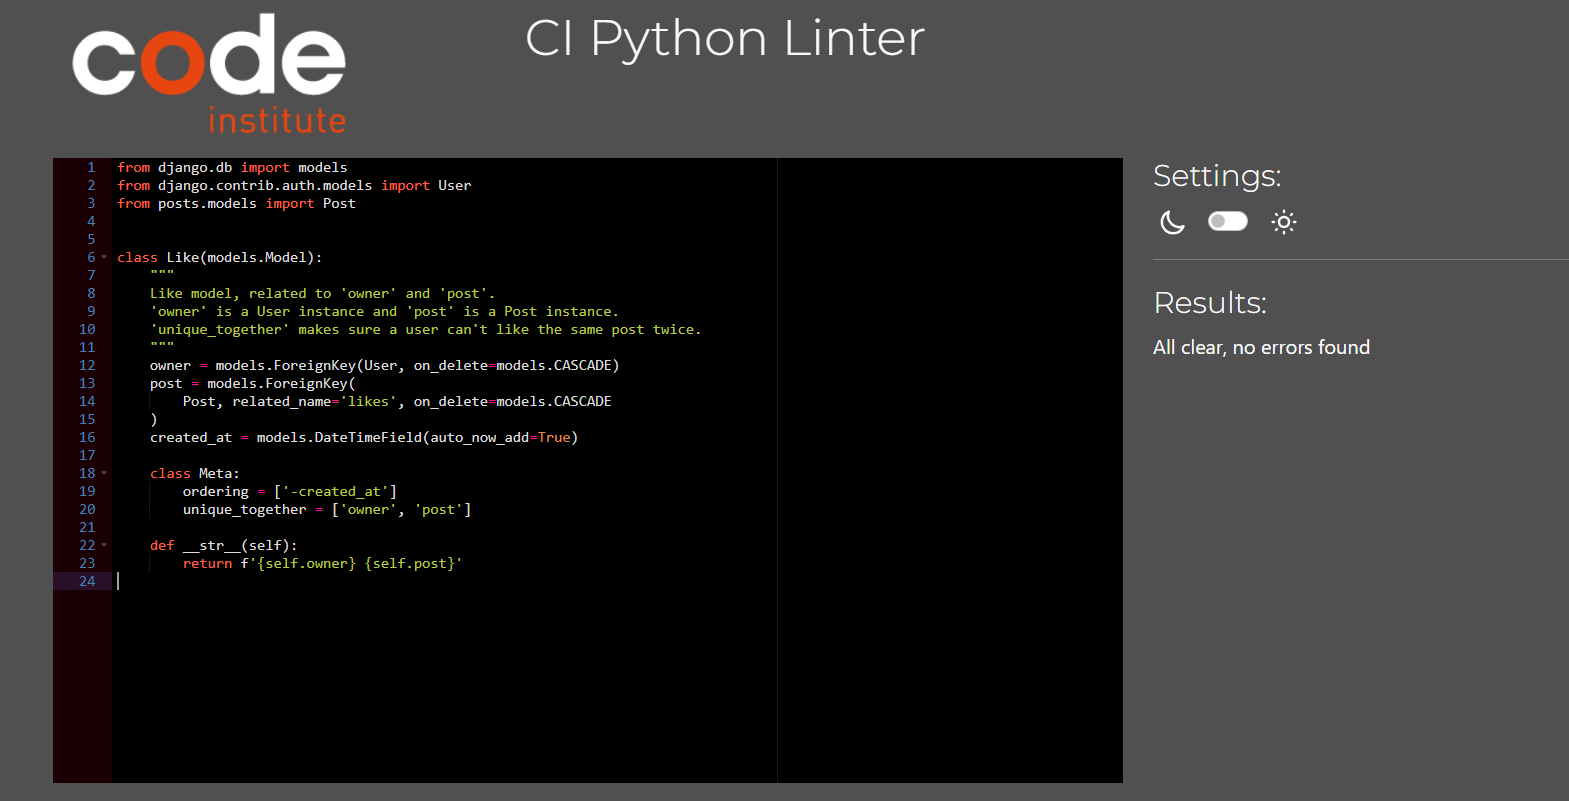 code
institute
CI Python Linter
1 from django.db import models
2 from django.contrib.auth.models import User
3 from posts.models import Post
4
5
6 class Like(models.Model):
7     """
8     Like model, related to 'owner' and 'post'.
9     'owner' is a User instance and 'post' is a Post instance.
10     'unique_together' makes sure a user can't like the same post twice.
11     """
12     owner = models.ForeignKey(User, on_delete=models.CASCADE)
13     post = models.ForeignKey(
14         Post, related_name='likes', on_delete=models.CASCADE
15     )
16     created_at = models.DateTimeField(auto_now_add=True)
17
18     class Meta:
19         ordering = ['-created_at']
20         unique_together = ['owner', 'post']
21
22     def __str__(self):
23         return f'{self.owner} {self.post}'
24
Settings:
Results:
All clear, no errors found